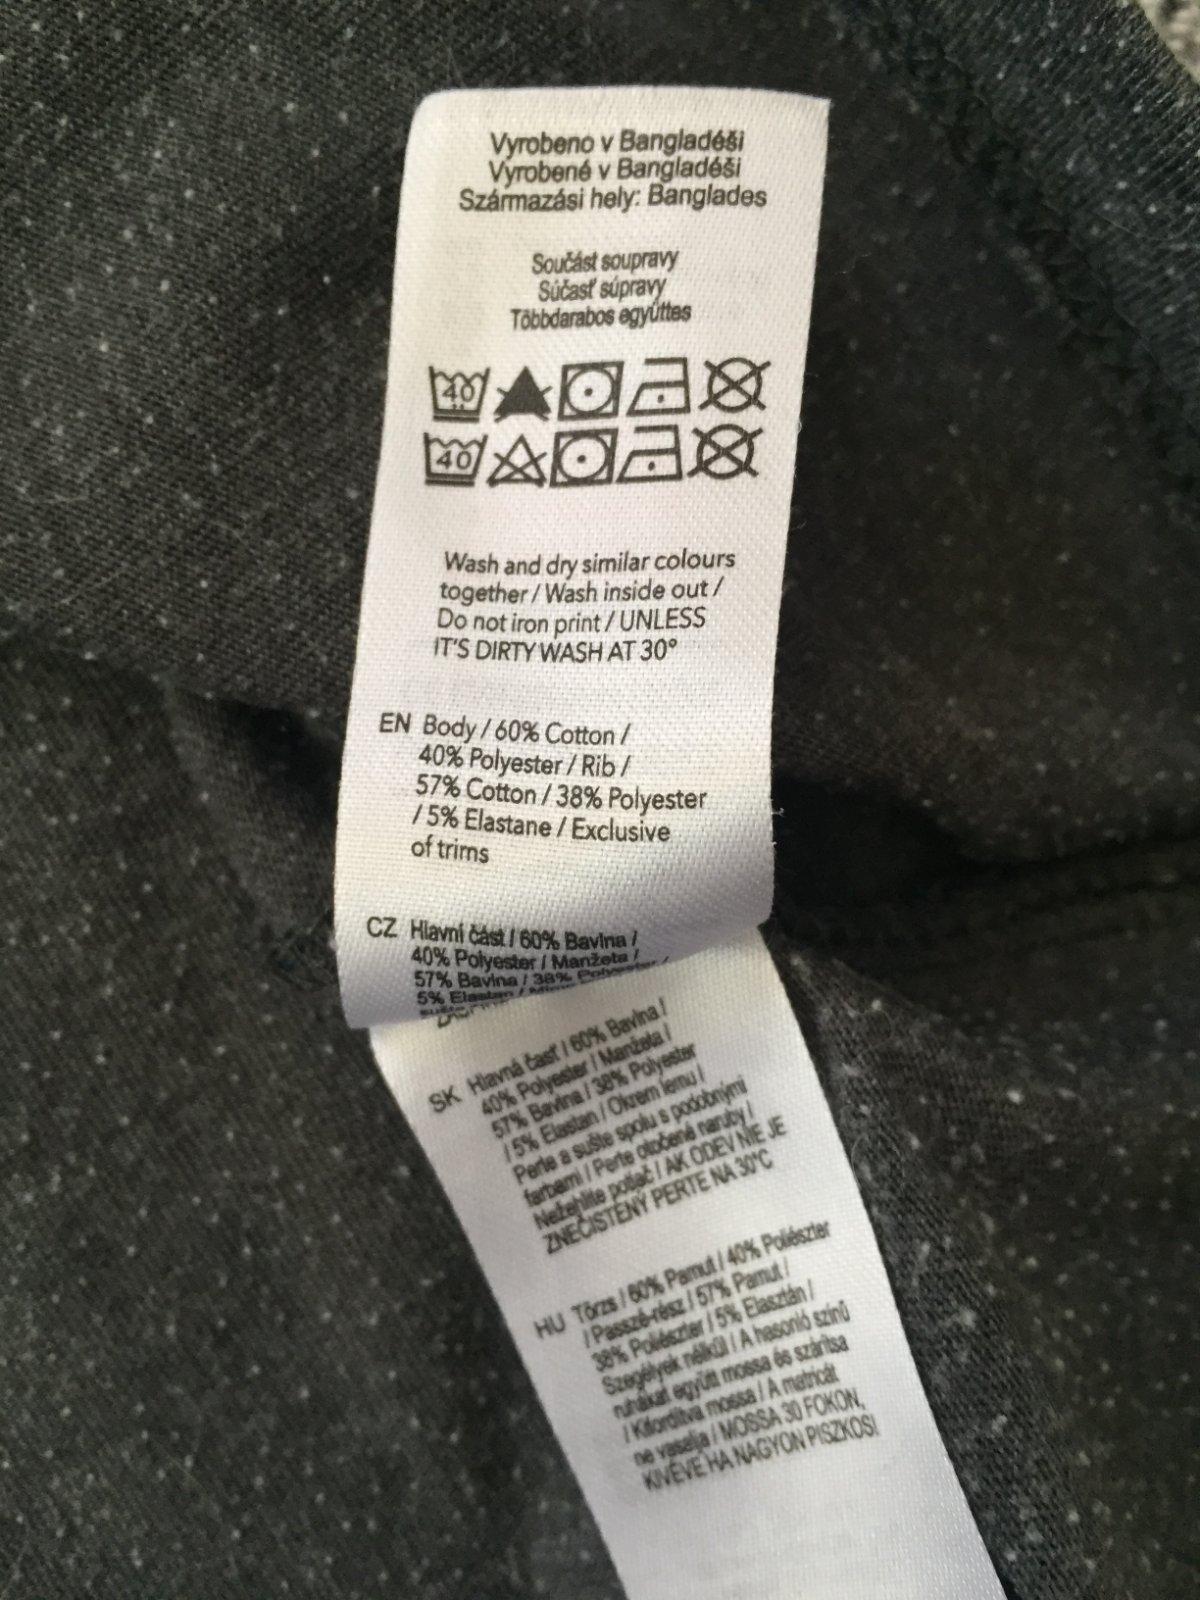 Vyrobeno v Bangladéši
Vyrobené v Bangladéši
Származási hely: Banglades
Součást soupravy
Súčasť súpravy
Többdarabos együttes
40
40
Wash and dry similar colours
together / Wash inside out /
Do not iron print / UNLESS
IT'S DIRTY WASH AT 30°
EN Body / 60% Cotton /
40% Polyester / Rib /
57% Cotton / 38% Polyester
/ 5% Elastane / Exclusive
of trims
CZ Hlavní část / 60% Bavlna /
40% Polyester / Manžeta /
57% Bavlna / 38% Polyester /
5% Elastan /
SK Hlavná časť / 60% Bavlna /
40% Polyester / Manžeta /
57% Bavlna / 38% Polyester
/ 5% Elastan / Okrem lemu /
Perte a sušte spolu s podobnými
farbami / Perte otočené naruby /
Nežehlite potlač / AK ODEV NIE JE
ZNEČISTENÝ PERTE NA 30°C
HU Törzs / 60% Pamut / 40% Poliészter
/ Passzé-rész / 57% Pamut /
38% Poliészter / 5% Elasztán /
Szegélyek nélkül / A hasonló színű
ruhákat együtt mossa és szárítsa
/ Kifordítva mossa / A matricát
ne vasalja / MOSSA 30 FOKON,
KIVÉVE HA NAGYON PISZKOS!